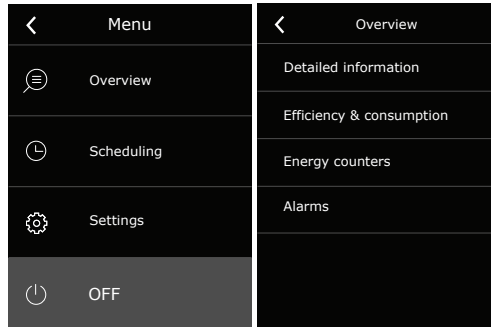 Menu
Overview
Scheduling
Settings
OFF
Overview
Detailed information
Efficiency & consumption
Energy counters
Alarms